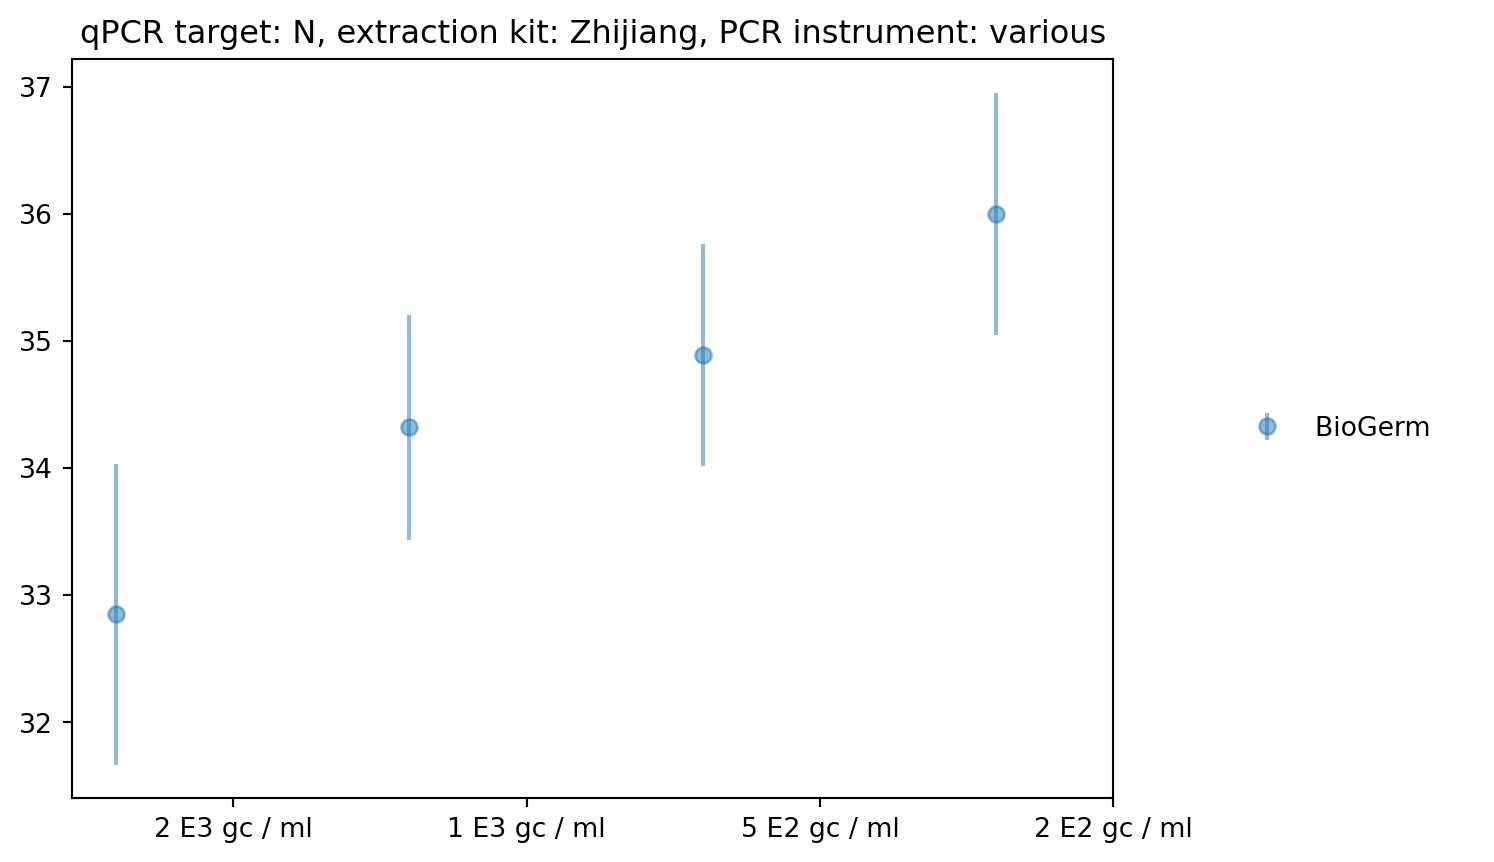 qPCR target: N, extraction kit: Zhijiang, PCR instrument: various
37
36
35
34
33
32
2 E3 gc / ml
1 E3 gc / ml
5 E2 gc / ml
2 E2 gc / ml
BioGerm